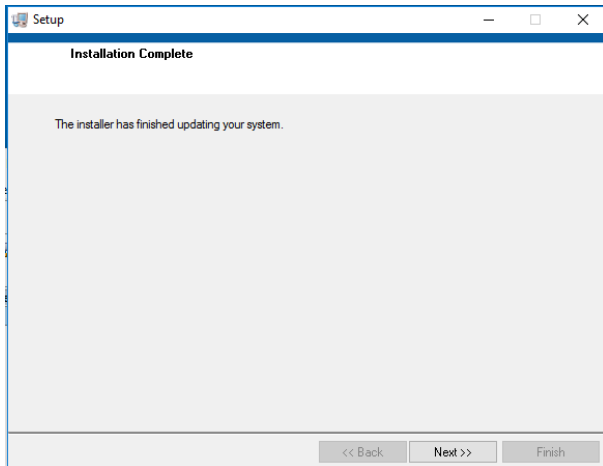 Setup
Installation Complete
The installer has finished updating your system.
<< Back
Next >>
Finish